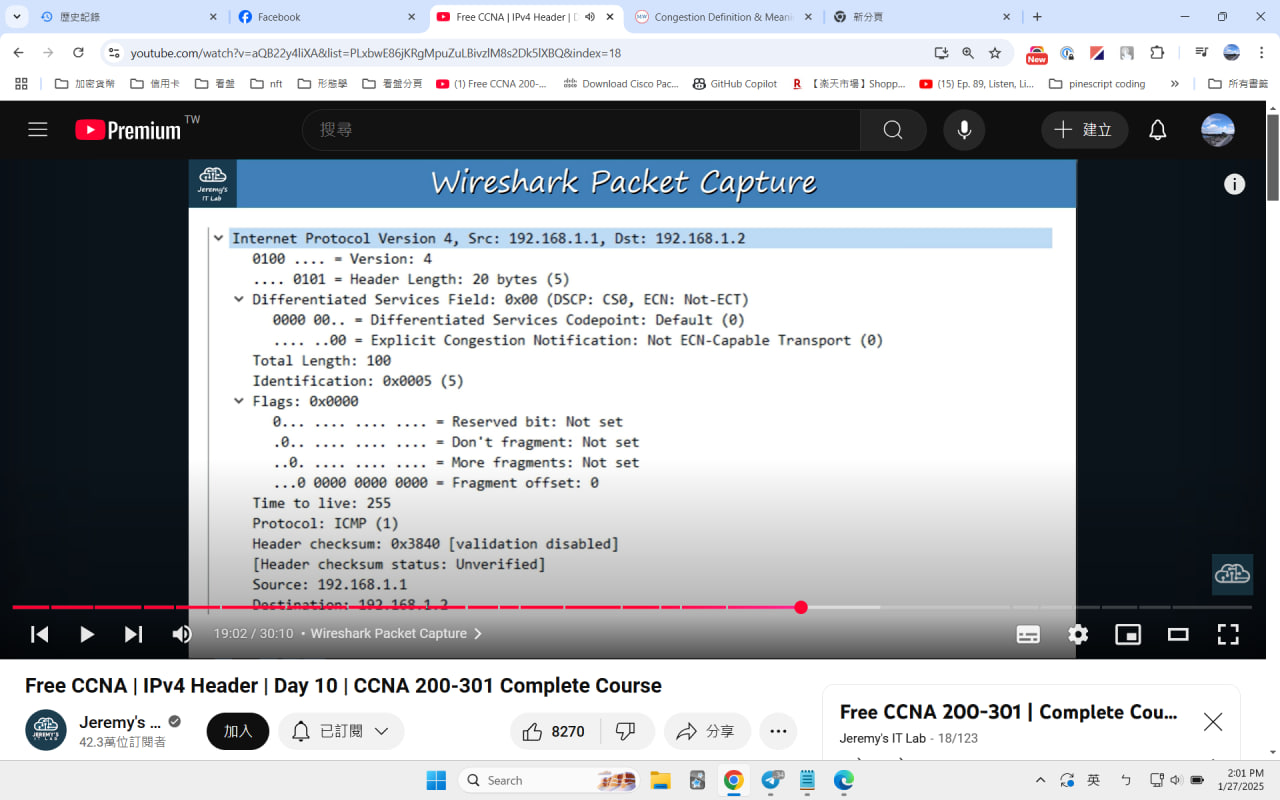 歷史記錄
Facebook
Free CCNA | IPv4 Header | D
Congestion Definition & Meani
新分頁
youtube.com/watch?v=aQB22y4liXA&list=PLxbwE86jKRgMpuZuLBivzlM8s2Dk5lXBQ&index=18
New
加密貨幣
信用卡
看盤
nft
形態學
看盤分頁
(1) Free CCNA 200-...
Download Cisco Pac...
GitHub Copilot
【楽天市場】Shopp...
(15) Ep. 89, Listen, Li...
pinescript coding
»
所有書籤
Premium TW
搜尋
建立
Jeremy's
IT Lab
Wireshark Packet Capture
Internet Protocol Version 4, Src: 192.168.1.1, Dst: 192.168.1.2
0100 .... = Version: 4
.... 0101 = Header Length: 20 bytes (5)
Differentiated Services Field: 0x00 (DSCP: CS0, ECN: Not-ECT)
0000 00.. = Differentiated Services Codepoint: Default (0)
.... ..00 = Explicit Congestion Notification: Not ECN-Capable Transport (0)
Total Length: 100
Identification: 0x0005 (5)
Flags: 0x0000
0... .... .... .... = Reserved bit: Not set
.0.. .... .... .... = Don't fragment: Not set
..0. .... .... .... = More fragments: Not set
...0 0000 0000 0000 = Fragment offset: 0
Time to live: 255
Protocol: ICMP (1)
Header checksum: 0x3840 [validation disabled]
[Header checksum status: Unverified]
Source: 192.168.1.1
Destination: 192.168.1.2
19:02 / 30:10 • Wireshark Packet Capture
Free CCNA | IPv4 Header | Day 10 | CCNA 200-301 Complete Course
JEREMY'S
IT LAB
Jeremy's ...
42.3萬位訂閱者
加入
已訂閱
8270
分享
Free CCNA 200-301 | Complete Cou...
Jeremy's IT Lab - 18/123
Search
34
英
ㄅ
2:01 PM
1/27/2025